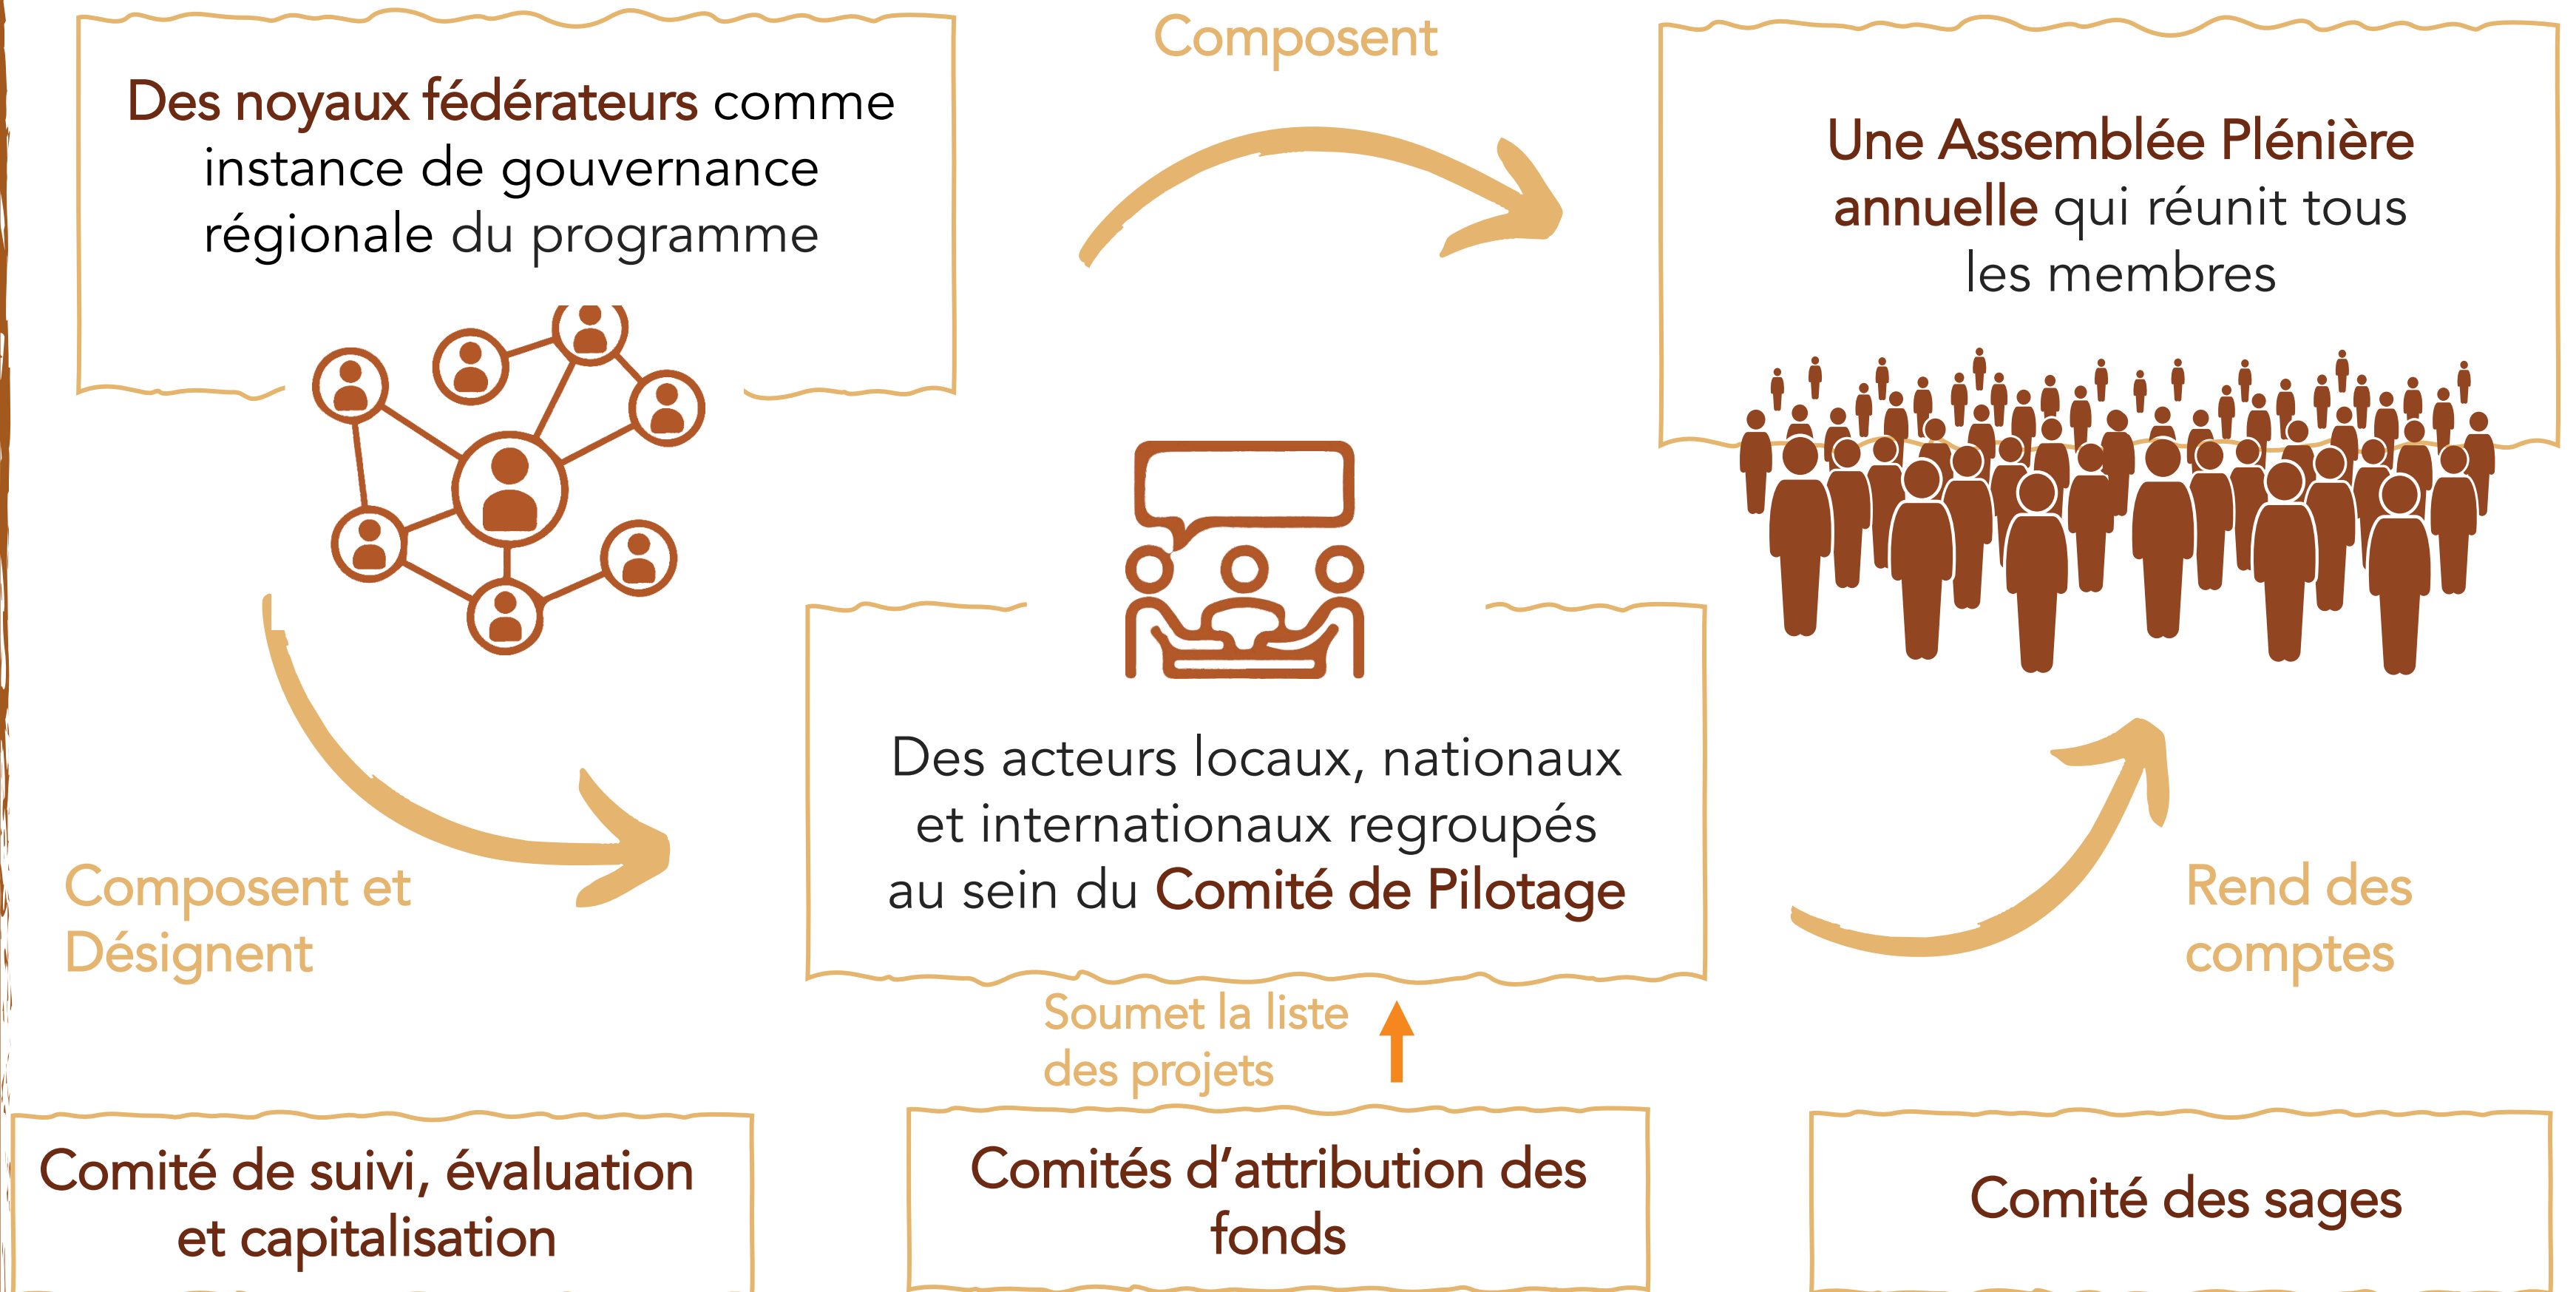 Des noyaux fédérateurs comme
instance de gouvernance
régionale du programme
Composent
Une Assemblée Plénière
annuelle qui réunit tous
les membres
Composent et
Désignent
Des acteurs locaux, nationaux
et internationaux regroupés
au sein du Comité de Pilotage
Rend des
comptes
Soumet la liste
des projets
Comité de suivi, évaluation
et capitalisation
Comités d’attribution des
fonds
Comité des sages